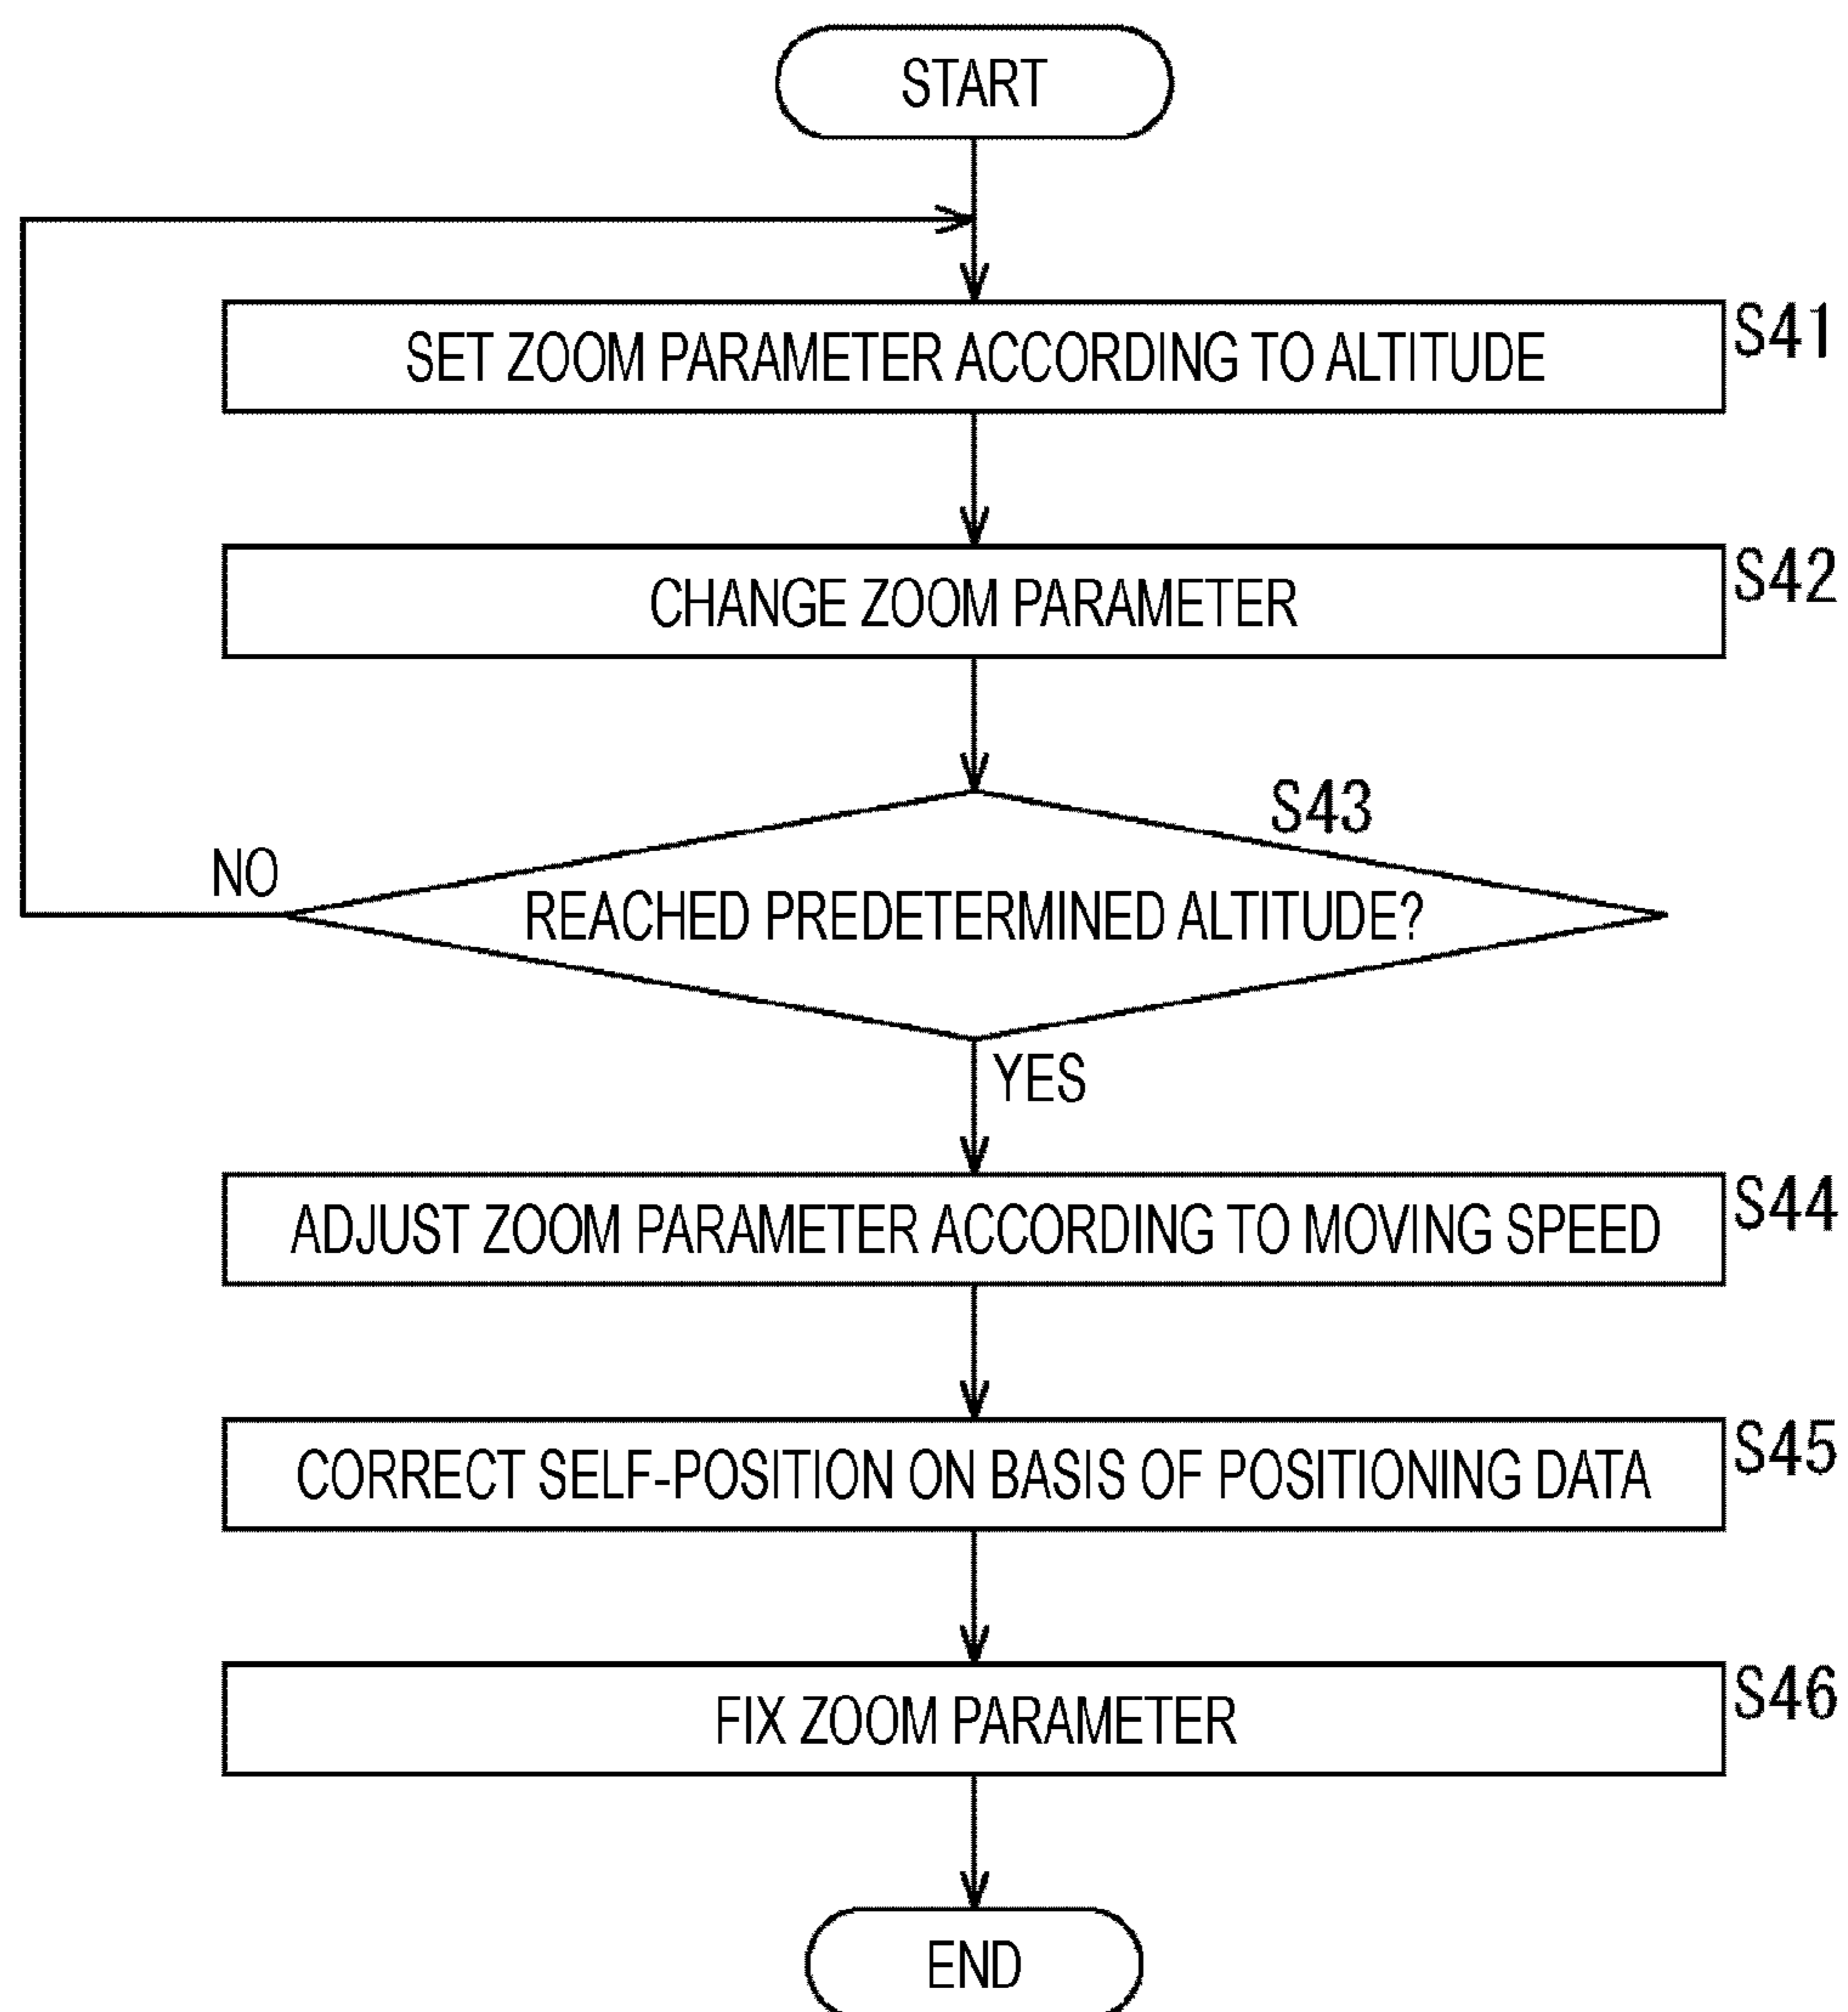 START
SET ZOOM PARAMETER ACCORDING TO ALTITUDE
S41
CHANGE ZOOM PARAMETER
S42
S43
NO
REACHED PREDETERMINED ALTITUDE?
YES
ADJUST ZOOM PARAMETER ACCORDING TO MOVING SPEED
S44
CORRECT SELF-POSITION ON BASIS OF POSITIONING DATA
S45
FIX ZOOM PARAMETER
S46
END